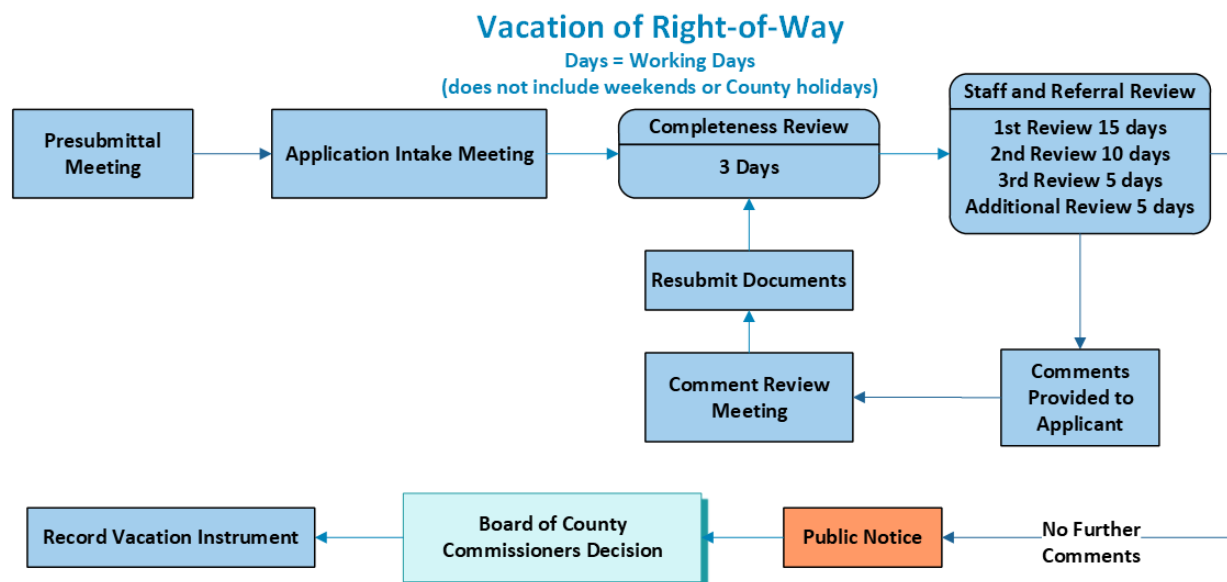 Vacation of Right-of-Way
Days = Working Days
(does not include weekends or County holidays)
Presubmittal
Meeting
Application Intake Meeting
Completeness Review
3 Days
Staff and Referral Review
1st Review 15 days
2nd Review 10 days
3rd Review 5 days
Additional Review 5 days
Resubmit Documents
Comment Review
Meeting
Comments
Provided to
Applicant
Record Vacation Instrument
Board of County
Commissioners Decision
Public Notice
No Further
Comments